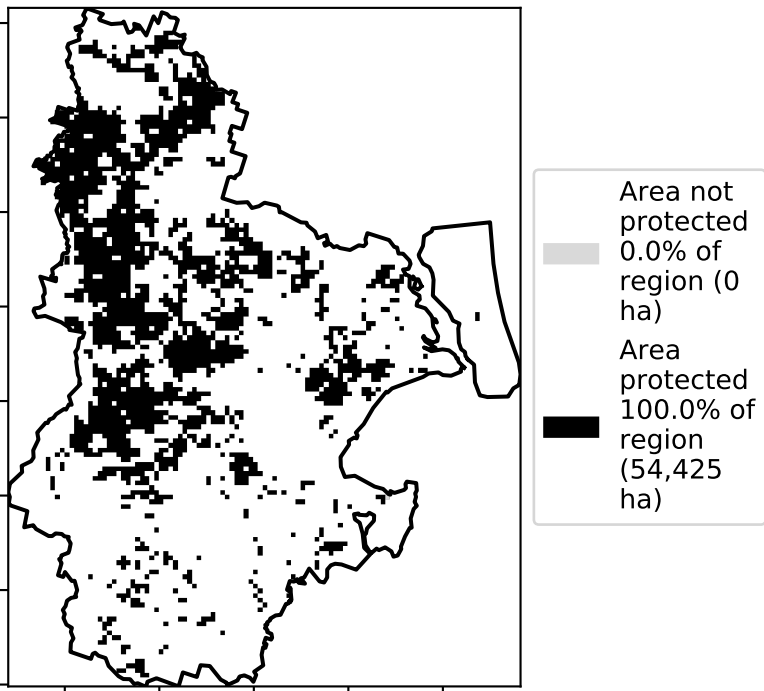 Area not
protected
0.0% of
region (0
ha)
Area
protected
100.0% of
region
(54,425
ha)